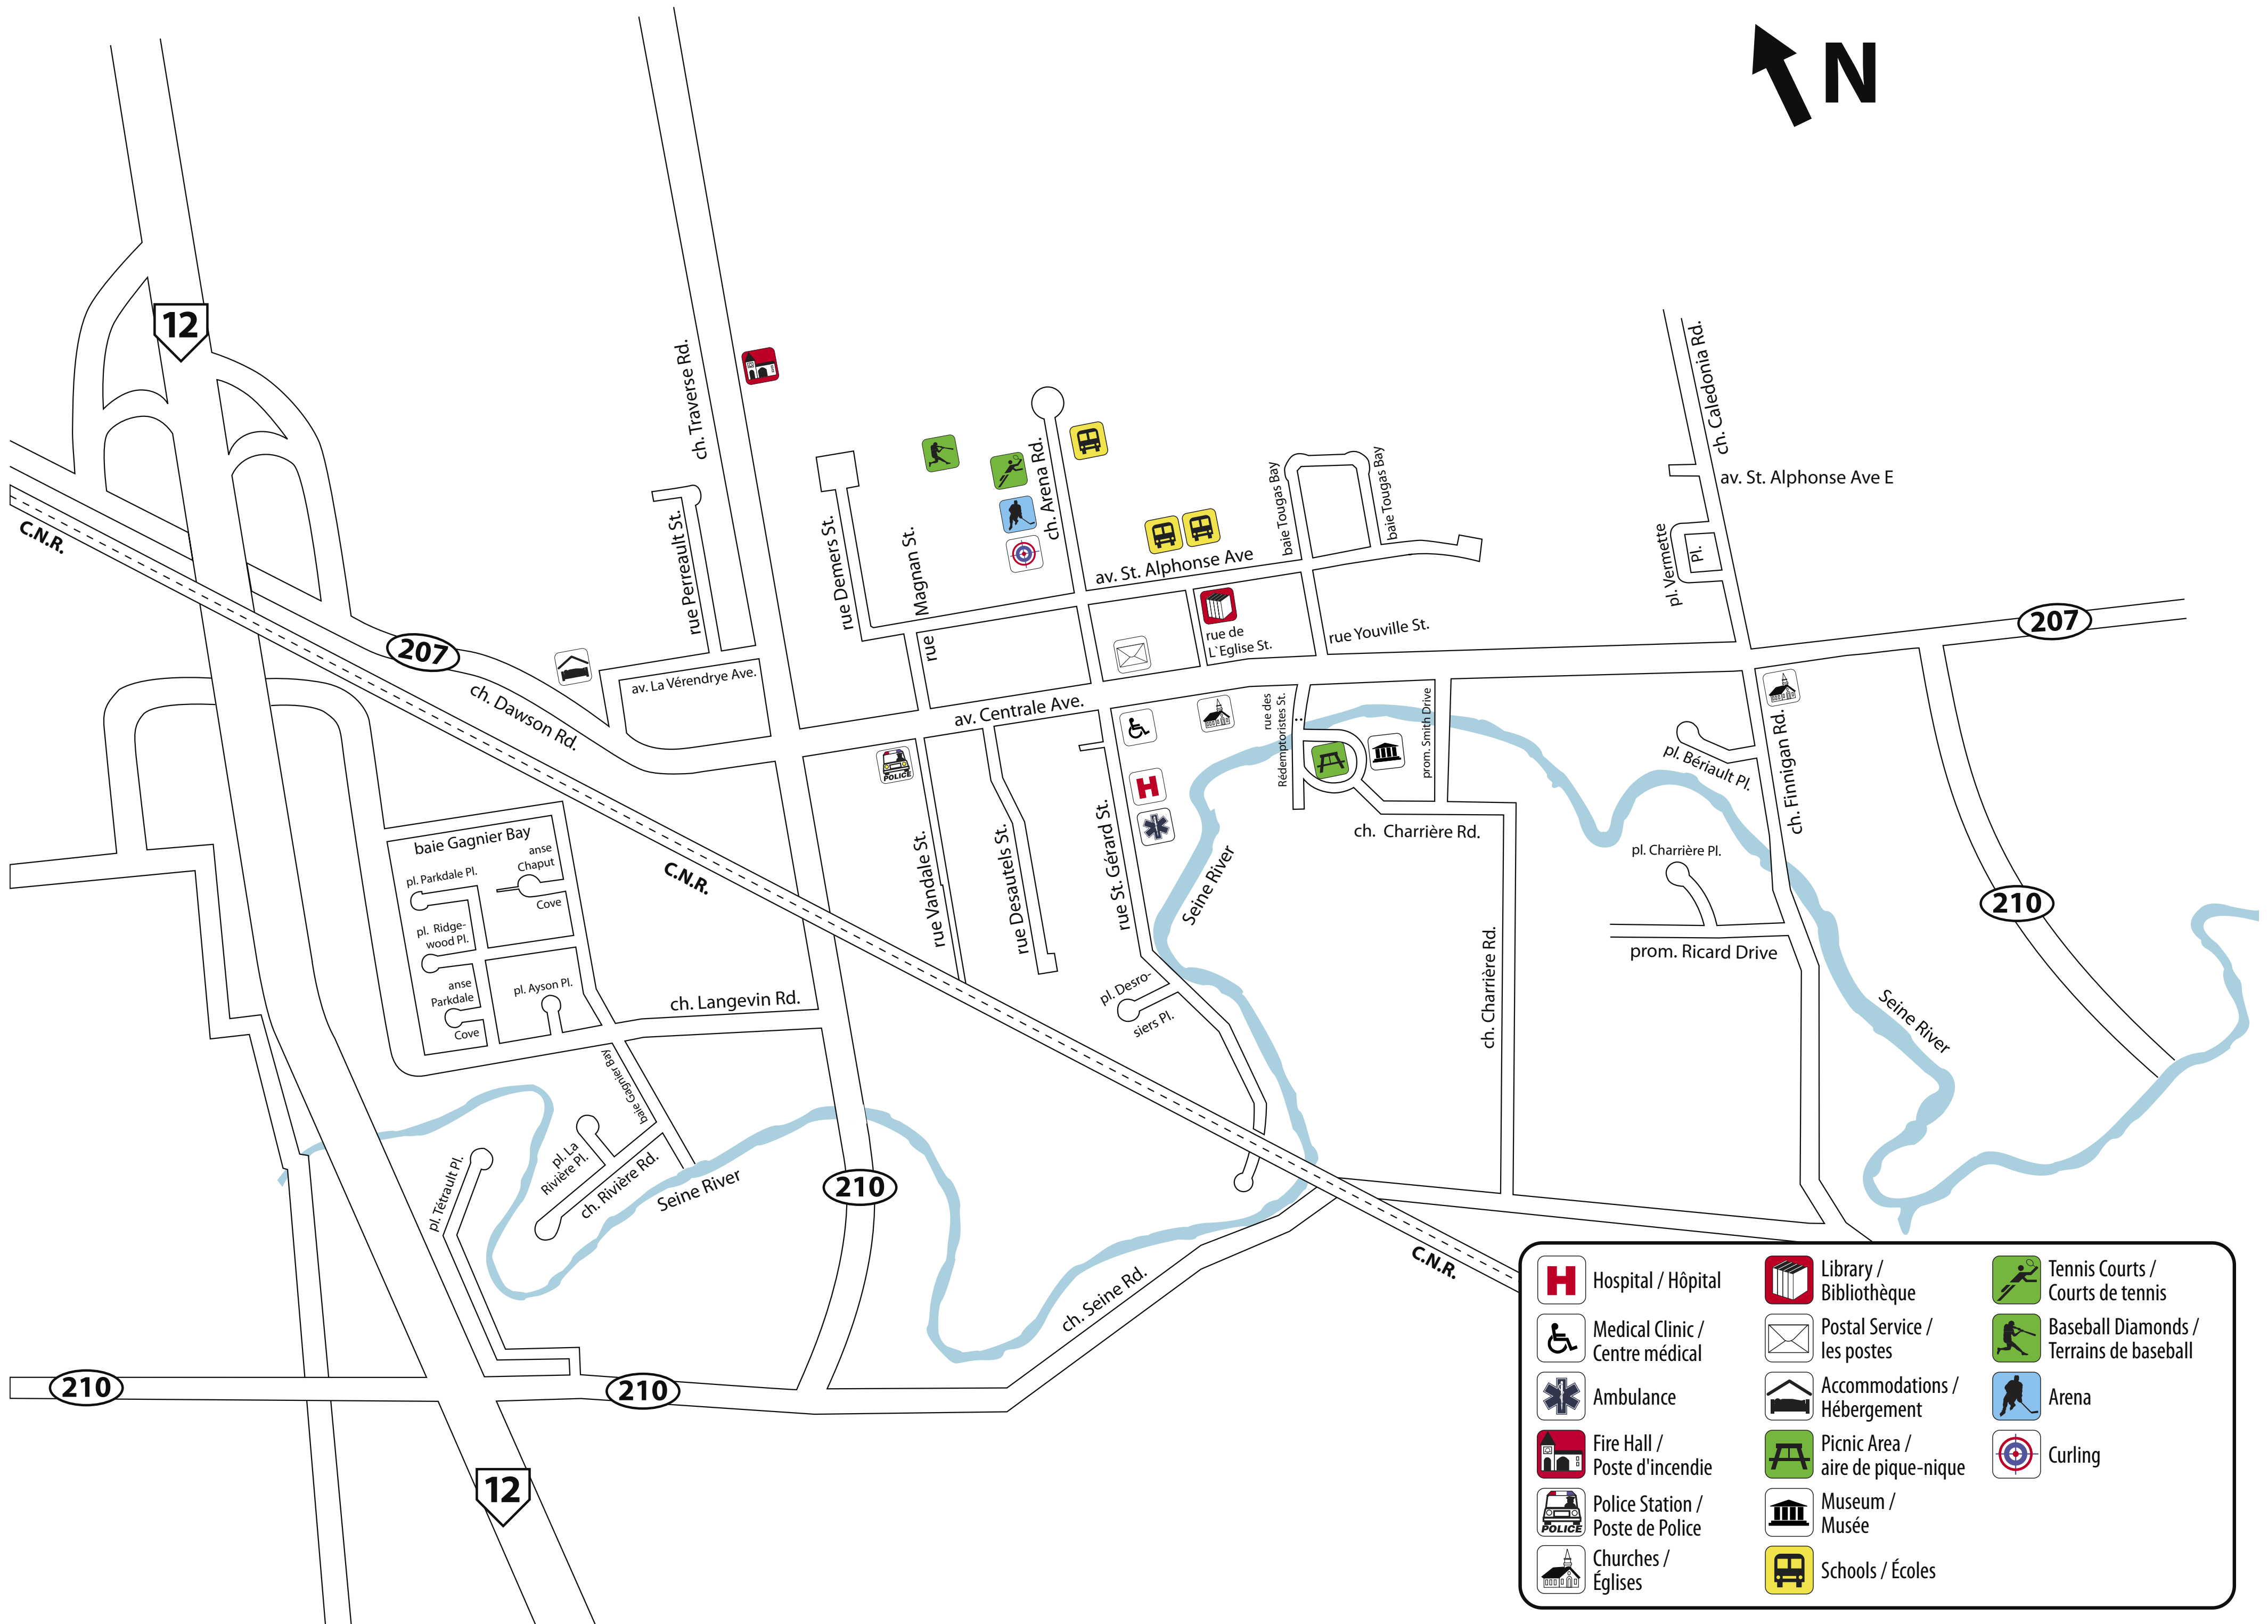 N
12
ch. Traverse Rd.
ch. Caledonia Rd.
av. St. Alphonse Ave E
pl. Vermette
Pl.
C.N.R.
207
ch. Dawson Rd.
rue Perreault St.
av. La Vérendrye Ave.
rue Demers St.
rue
Magnan St.
ch. Arena Rd.
av. St. Alphonse Ave
baie Tougas Bay
baie Tougas Bay
rue de
L`Eglise St.
rue Youville St.
207
av. Centrale Ave.
POLICE
H
rue des
Rédemptoristes St.
prom. Smith Drive
ch. Charrière Rd.
pl. Bériault Pl.
ch. Finnigan Rd.
pl. Charrière Pl.
prom. Ricard Drive
210
Seine River
Seine River
ch. Charrière Rd.
baie Gagnier Bay
anse
Chaput
Cove
pl. Parkdale Pl.
pl. Ridge-
wood Pl.
anse
Parkdale
Cove
pl. Ayson Pl.
C.N.R.
rue Vandale St.
rue Desautels St.
rue St. Gérard St.
pl. Desro-
siers Pl.
ch. Langevin Rd.
baie Gagnier Bay
pl. La
Rivière Pl.
ch. Rivière Rd.
Seine River
pl. Tétrault Pl.
210
ch. Seine Rd.
C.N.R.
210
210
12
H
Hospital / Hôpital
Medical Clinic /
Centre médical
Ambulance
Fire Hall /
Poste d'incendie
POLICE
Police Station /
Poste de Police
Churches /
Églises
Library /
Bibliothèque
Postal Service /
les postes
Accommodations /
Hébergement
Picnic Area /
aire de pique-nique
Museum /
Musée
Schools / Écoles
Tennis Courts /
Courts de tennis
Baseball Diamonds /
Terrains de baseball
Arena
Curling